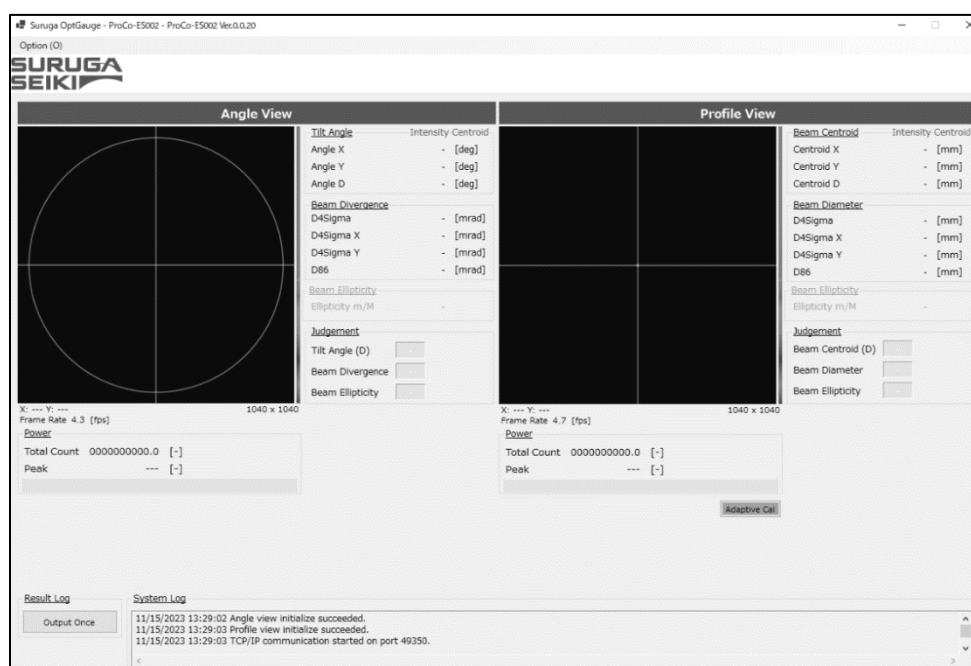 Suruga OptGauge - ProCo-E5002 - ProCo-E5002 Ver.0.0.20
Option (O)
SURUGA
SEIKI
Angle View
Tilt Angle Intensity Centroid
Angle X - [deg]
Angle Y - [deg]
Angle D - [deg]
Beam Divergence
D4Sigma - [mrad]
D4Sigma X - [mrad]
D4Sigma Y - [mrad]
D86 - [mrad]
Beam Ellipticity
Ellipticity m/M -
Judgement
Tilt Angle (D) -
Beam Divergence -
Beam Ellipticity -
X: --- Y: --- 1040 x 1040
Frame Rate 4.3 [fps]
Power
Total Count 0000000000.0 [-]
Peak --- [-]
Profile View
Beam Centroid Intensity Centroid
Centroid X - [mm]
Centroid Y - [mm]
Centroid D - [mm]
Beam Diameter
D4Sigma - [mm]
D4Sigma X - [mm]
D4Sigma Y - [mm]
D86 - [mm]
Beam Ellipticity
Ellipticity m/M -
Judgement
Beam Centroid (D) -
Beam Diameter -
Beam Ellipticity -
X: --- Y: --- 1040 x 1040
Frame Rate 4.7 [fps]
Power
Total Count 0000000000.0 [-]
Peak --- [-]
Adaptive Cal
Result Log
Output Once
System Log
11/15/2023 13:29:02 Angle view initialize succeeded.
11/15/2023 13:29:03 Profile view initialize succeeded.
11/15/2023 13:29:03 TCP/IP communication started on port 49350.